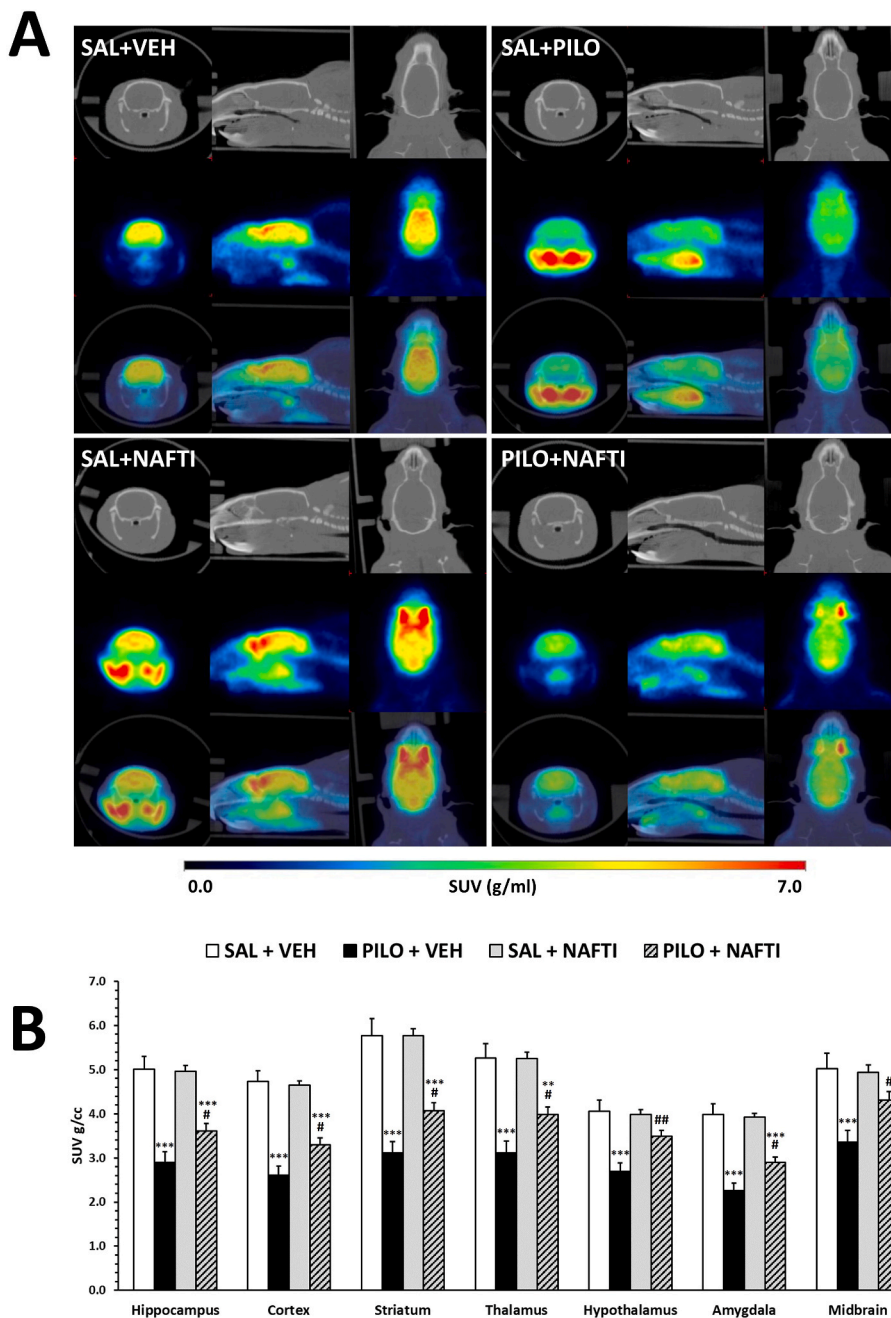 A
SAL+VEH
SAL+PILO
SAL+NAFTI
PILO+NAFTI
0.0
SUV (g/ml)
7.0
B
SAL + VEH
PILO + VEH
SAL + NAFTI
PILO + NAFTI
SUV g/cc
7.0
6.0
5.0
4.0
3.0
2.0
1.0
0.0
***
***
#
***
***
#
***
***
#
***
**
#
***
##
***
***
#
***
#
Hippocampus
Cortex
Striatum
Thalamus
Hypothalamus
Amygdala
Midbrain